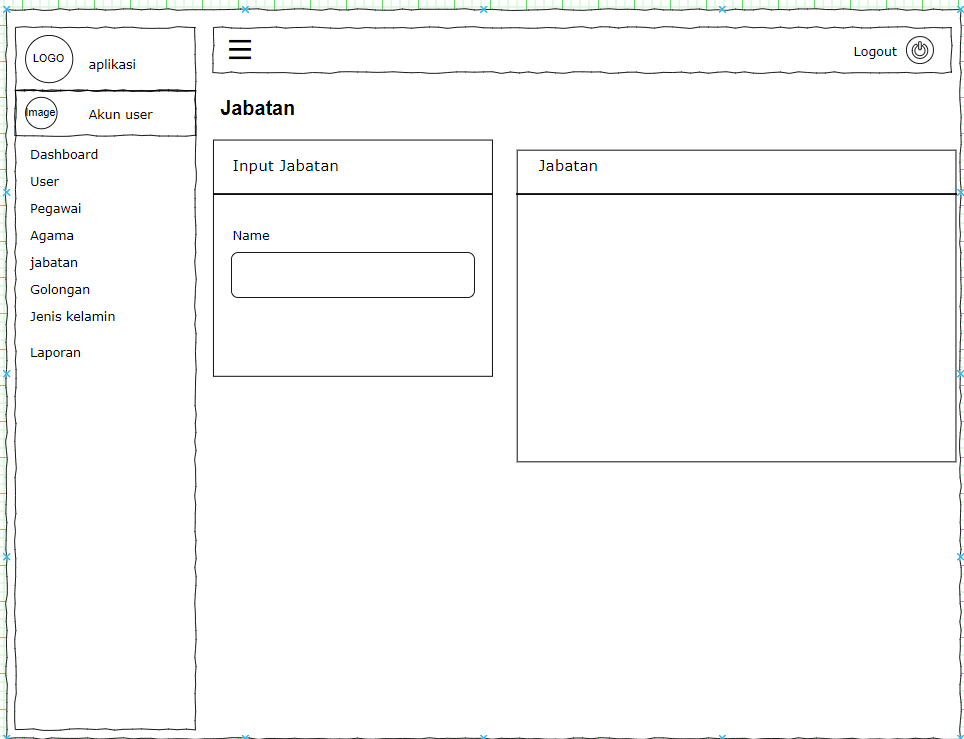 LOGO
aplikasi
Image
Akun user
Dashboard
User
Pegawai
Agama
jabatan
Golongan
Jenis kelamin
Laporan
Logout
Jabatan
Input Jabatan
Name
Jabatan